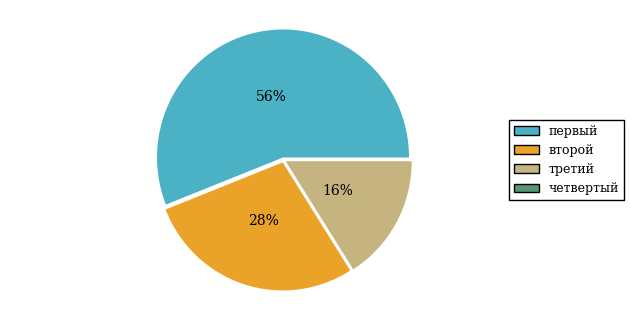 56%
28%
16%
первый
второй
третий
четвертый